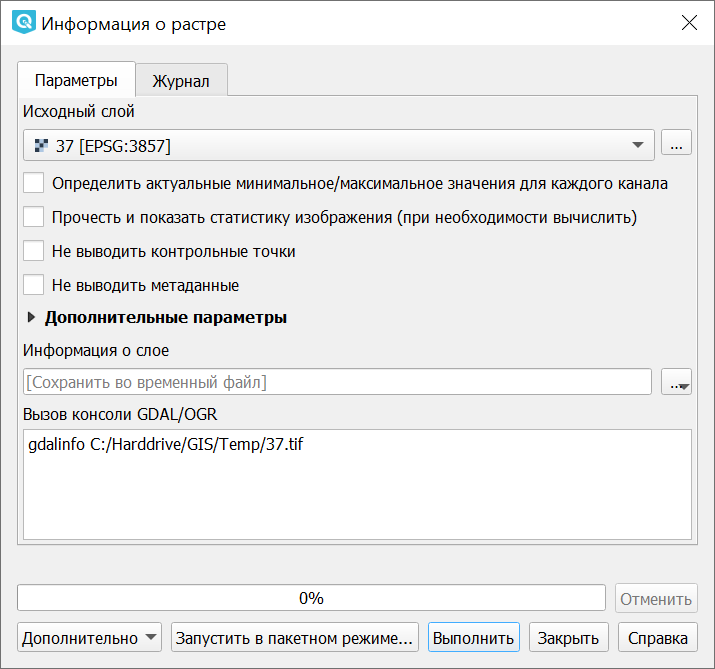 Информация о растре
Параметры
Журнал
Исходный слой
37 [EPSG:3857]
...
Определить актуальные минимальное/максимальное значения для каждого канала
Прочесть и показать статистику изображения (при необходимости вычислить)
Не выводить контрольные точки
Не выводить метаданные
Дополнительные параметры
Информация о слое
[Сохранить во временный файл]
...
Вызов консоли GDAL/OGR
gdalinfo C:/Harddrive/GIS/Temp/37.tif
0%
Отменить
Дополнительно
Запустить в пакетном режиме...
Выполнить
Закрыть
Справка